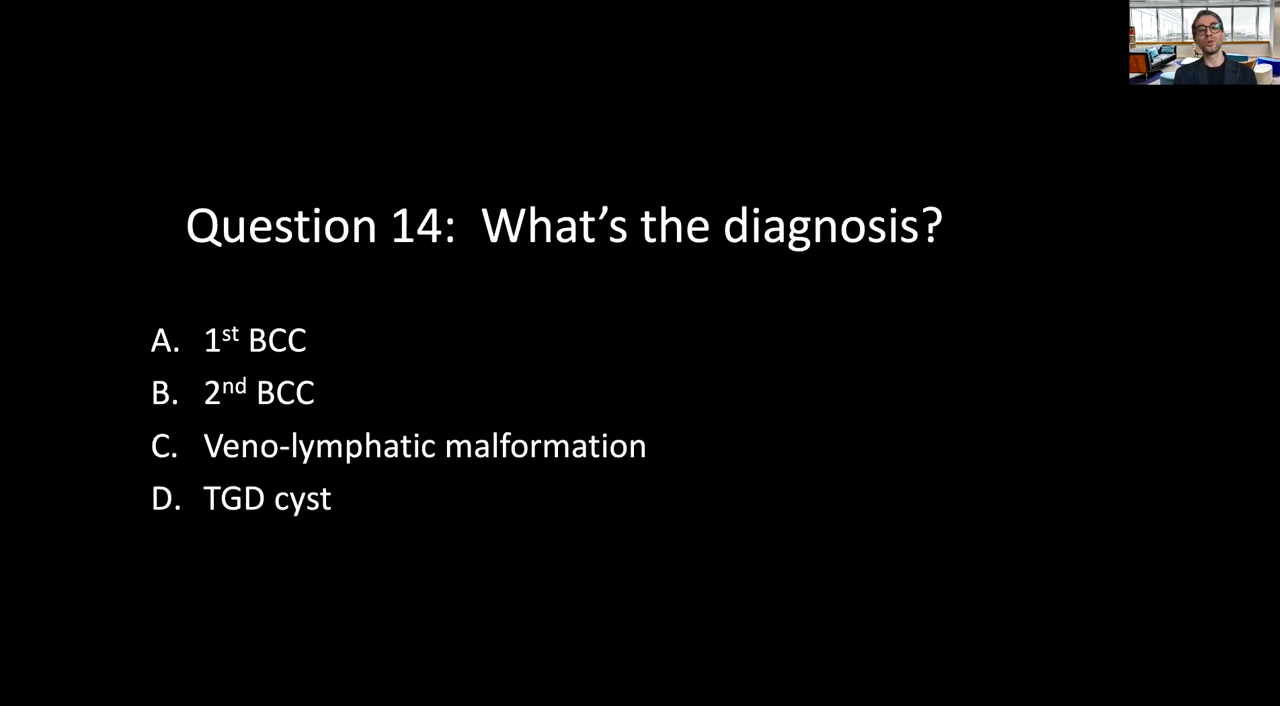 Question 14: What's the diagnosis?
A. 1st BCC
B. 2nd BCC
C. Veno-lymphatic malformation
D. TGD cyst